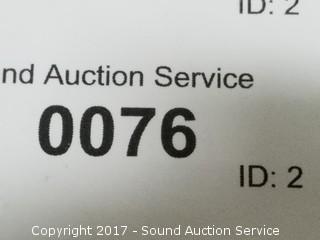 ID: 2
nd Auction Service
0076
ID: 2
Copyright 2017 - Sound Auction Service